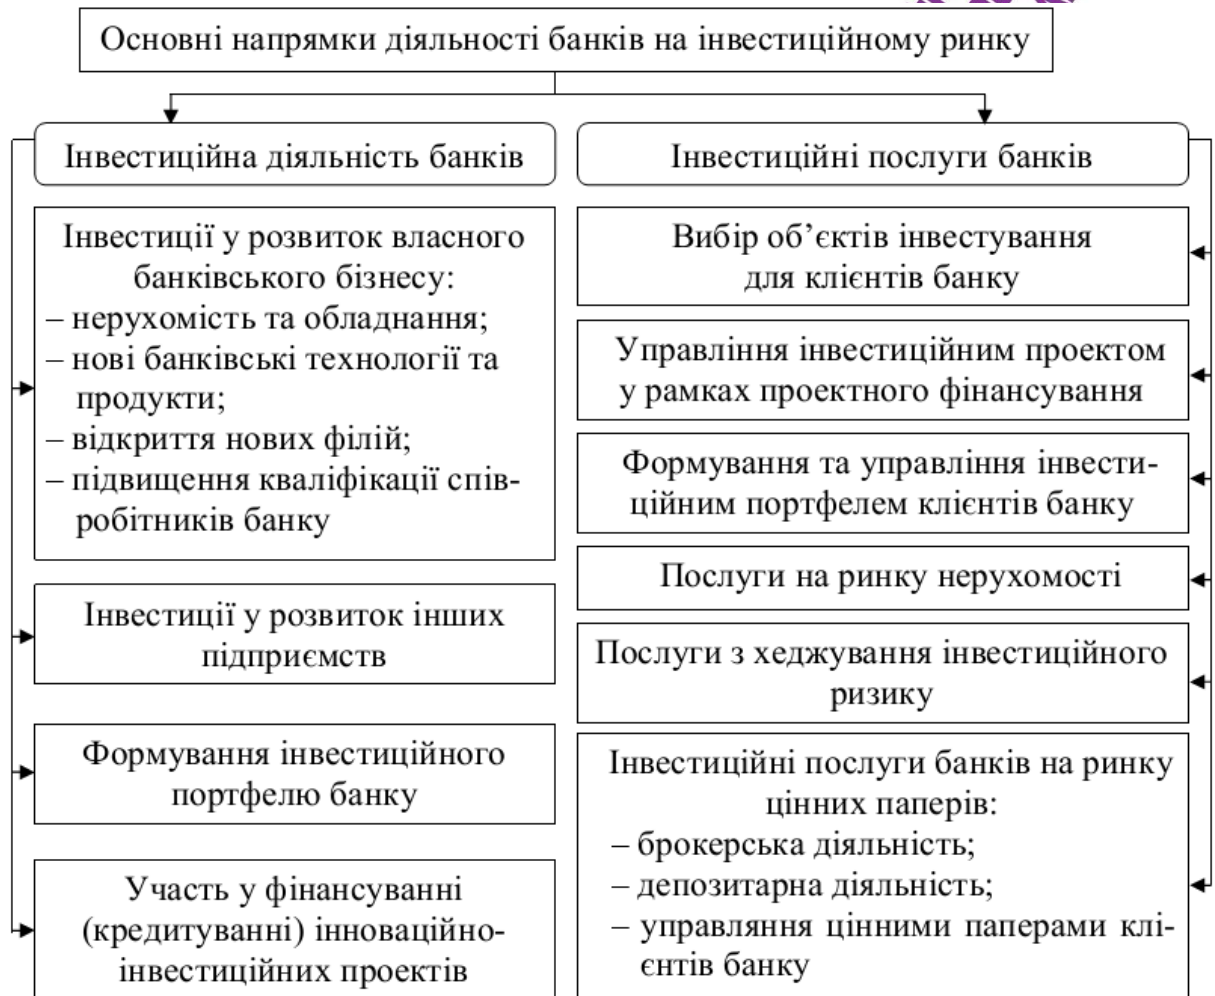 Основні напрямки діяльності банків на інвестиційному ринку
Інвестиційна діяльність банків
Інвестиції у розвиток власного
банківського бізнесу:
– нерухомість та обладнання;
– нові банківські технології та
продукти;
– відкриття нових філій;
– підвищення кваліфікації спів-
робітників банку
Інвестиції у розвиток інших
підприємств
Формування інвестиційного
портфелю банку
Участь у фінансуванні
(кредитуванні) інноваційно-
інвестиційних проектів
Інвестиційні послуги банків
Вибір об’єктів інвестування
для клієнтів банку
Управління інвестиційним проектом
у рамках проектного фінансування
Формування та управління інвести-
ційним портфелем клієнтів банку
Послуги на ринку нерухомості
Послуги з хеджування інвестиційного
ризику
Інвестиційні послуги банків на ринку
цінних паперів:
– брокерська діяльність;
– депозитарна діяльність;
– управляння цінними паперами клі-
єнтів банку